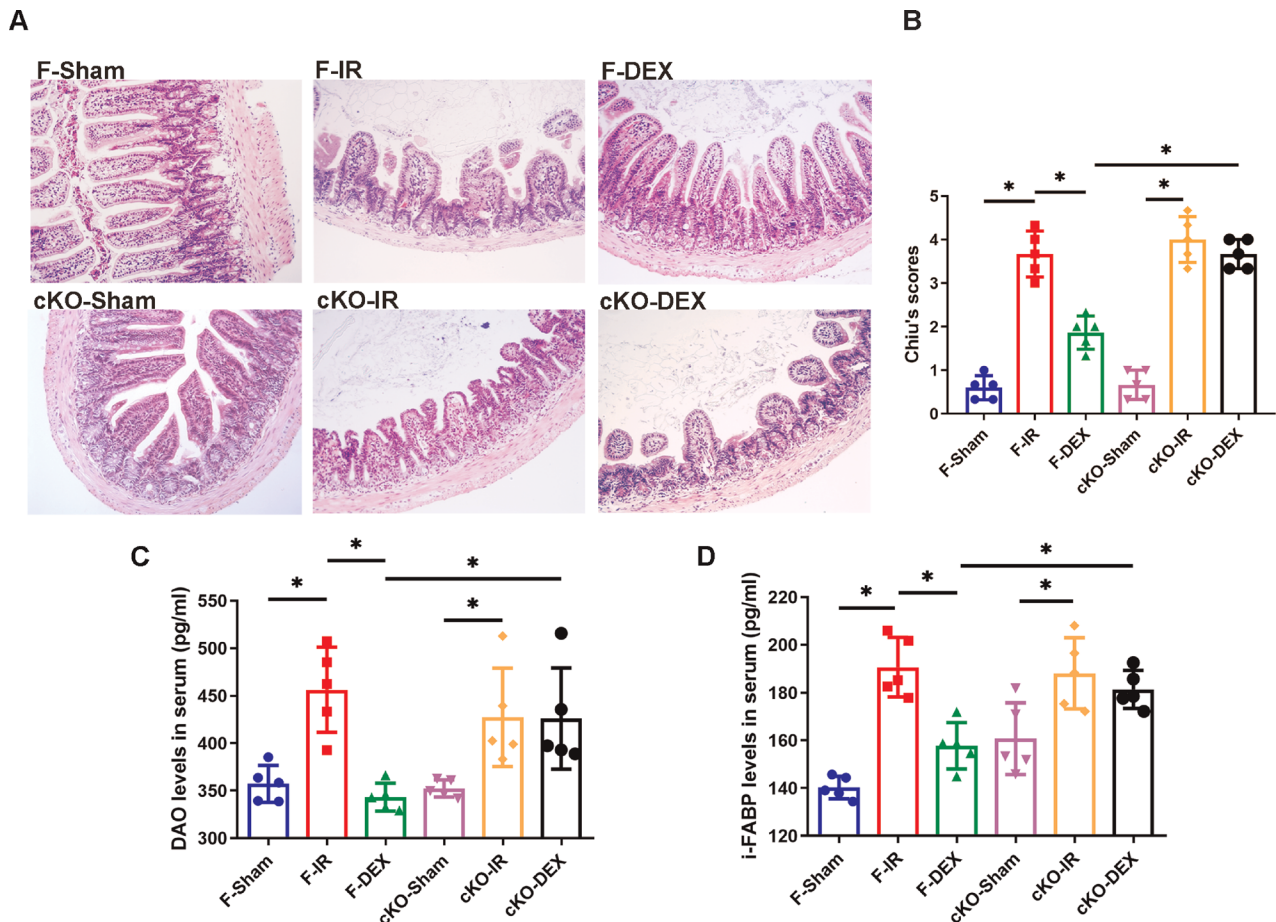 A
F-Sham
F-IR
F-DEX
cKO-Sham
cKO-IR
cKO-DEX
B
Chiu's scores
5
4
3
2
1
0
*
*
*
*
F-Sham
F-IR
F-DEX
cKO-Sham
cKO-IR
cKO-DEX
C
DAO levels in serum (pg/ml)
550
500
450
400
350
300
*
*
*
*
F-Sham
F-IR
F-DEX
cKO-Sham
cKO-IR
cKO-DEX
D
i-FABP levels in serum (pg/ml)
220
200
180
160
140
120
*
*
*
*
F-Sham
F-IR
F-DEX
cKO-Sham
cKO-IR
cKO-DEX